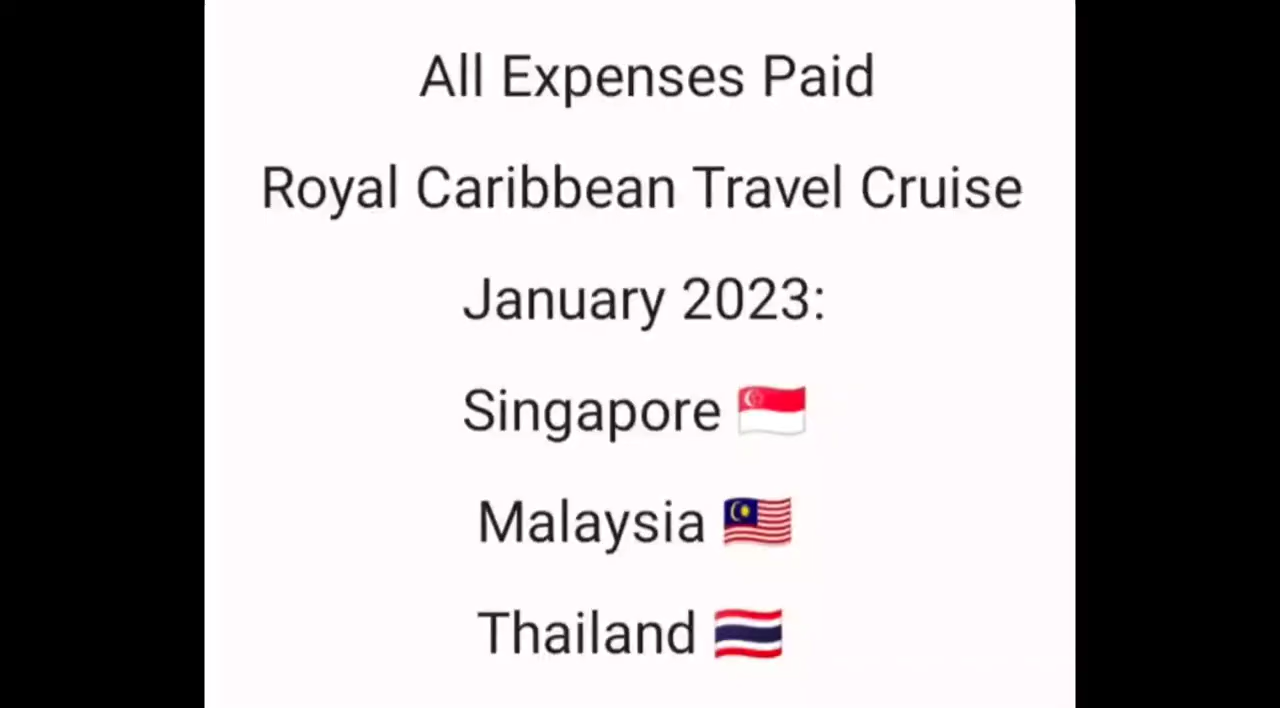 All Expenses Paid
Royal Caribbean Travel Cruise
January 2023:
Singapore 🇸🇬
Malaysia 🇲🇾
Thailand 🇹🇭